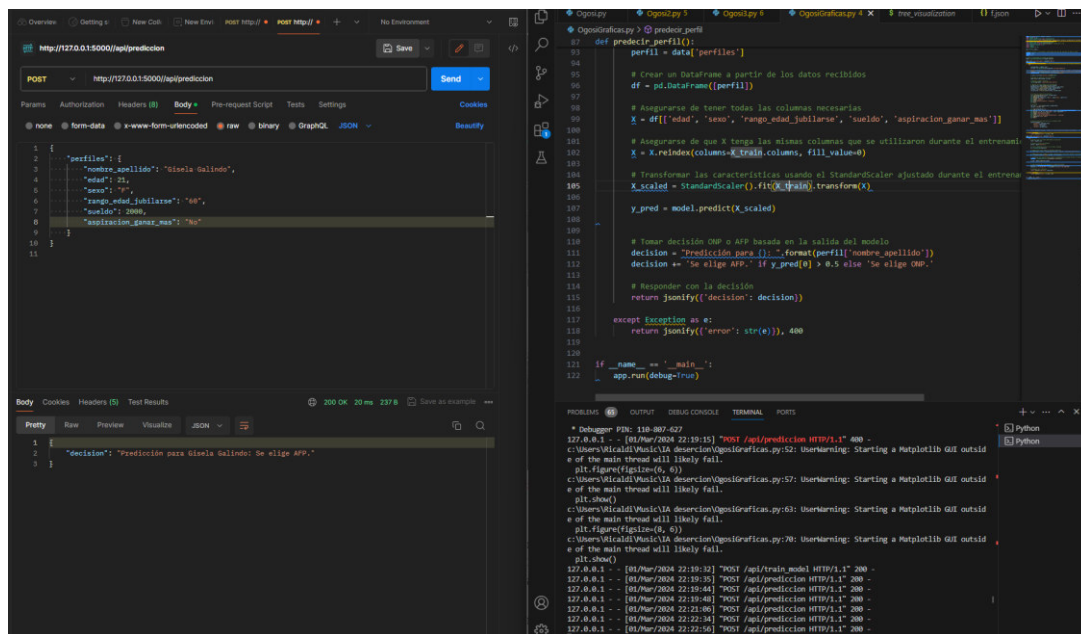 Overview
Getting s
New Coll
New Envi
POST http:// ●
POST http:// ●
No Environment
http://127.0.0.1:5000//api/prediccion
Save
POST
http://127.0.0.1:5000//api/prediccion
Send
Params Authorization Headers (8) Body Pre-request Script Tests Settings
Cookies
none form-data x-www-form-urlencoded raw binary GraphQL JSON
Beautify
1 {
2 "perfiles": {
3 "nombre_apellido": "Gisela Galindo",
4 "edad": 21,
5 "sexo": "F",
6 "rango_edad_jubilarse": "60",
7 "sueldo": 2000,
8 "aspiracion_ganar_mas": "No"
9 }
10 }
11
Body Cookies Headers (5) Test Results
200 OK 20 ms 237 B Save as example
Pretty Raw Preview Visualize JSON
1 {
2 "decision": "Predicción para Gisela Galindo: Se elige AFP."
3 }
Ogosi.py
Ogosi2.py 5
Ogosi3.py 6
OgosiGraficas.py 4
tree_visualization
f.json
OgosiGraficas.py > predecir_perfil
87 def predecir_perfil():
93 perfil = data['perfiles']
94
95 # Crear un DataFrame a partir de los datos recibidos
96 df = pd.DataFrame([perfil])
97
98 # Asegurarse de tener todas las columnas necesarias
99 X = df[['edad', 'sexo', 'rango_edad_jubilarse', 'sueldo', 'aspiracion_ganar_mas']]
100
101 # Asegurarse de que X tenga las mismas columnas que se utilizaron durante el entrenami
102 X = X.reindex(columns=X_train.columns, fill_value=0)
103
104 # Transformar las características usando el StandardScaler ajustado durante el entrena
105 X_scaled = StandardScaler().fit(X_train).transform(X)
106
107 y_pred = model.predict(X_scaled)
108
109
110 # Tomar decisión ONP o AFP basada en la salida del modelo
111 decision = "Predicción para {}: ".format(perfil['nombre_apellido'])
112 decision += 'Se elige AFP.' if y_pred[0] > 0.5 else 'Se elige ONP.'
113
114 # Responder con la decisión
115 return jsonify({'decision': decision})
116
117 except Exception as e:
118 return jsonify({'error': str(e)}), 400
119
120
121 if __name__ == '__main__':
122 app.run(debug=True)
PROBLEMS 65 OUTPUT DEBUG CONSOLE TERMINAL PORTS
Python
Python
* Debugger PIN: 110-807-627
127.0.0.1 - - [01/Mar/2024 22:19:15] "POST /api/prediccion HTTP/1.1" 400 -
c:\Users\Ricaldi\Music\IA desercion\OgosiGraficas.py:52: UserWarning: Starting a Matplotlib GUI outsid
e of the main thread will likely fail.
plt.figure(figsize=(6, 6))
c:\Users\Ricaldi\Music\IA desercion\OgosiGraficas.py:57: UserWarning: Starting a Matplotlib GUI outsid
e of the main thread will likely fail.
plt.show()
c:\Users\Ricaldi\Music\IA desercion\OgosiGraficas.py:63: UserWarning: Starting a Matplotlib GUI outsid
e of the main thread will likely fail.
plt.figure(figsize=(8, 6))
c:\Users\Ricaldi\Music\IA desercion\OgosiGraficas.py:70: UserWarning: Starting a Matplotlib GUI outsid
e of the main thread will likely fail.
plt.show()
127.0.0.1 - - [01/Mar/2024 22:19:32] "POST /api/train_model HTTP/1.1" 200 -
127.0.0.1 - - [01/Mar/2024 22:19:35] "POST /api/prediccion HTTP/1.1" 200 -
127.0.0.1 - - [01/Mar/2024 22:19:44] "POST /api/prediccion HTTP/1.1" 200 -
127.0.0.1 - - [01/Mar/2024 22:19:48] "POST /api/prediccion HTTP/1.1" 200 -
127.0.0.1 - - [01/Mar/2024 22:21:06] "POST /api/prediccion HTTP/1.1" 200 -
127.0.0.1 - - [01/Mar/2024 22:22:34] "POST /api/prediccion HTTP/1.1" 200 -
127.0.0.1 - - [01/Mar/2024 22:22:56] "POST /api/prediccion HTTP/1.1" 200 -